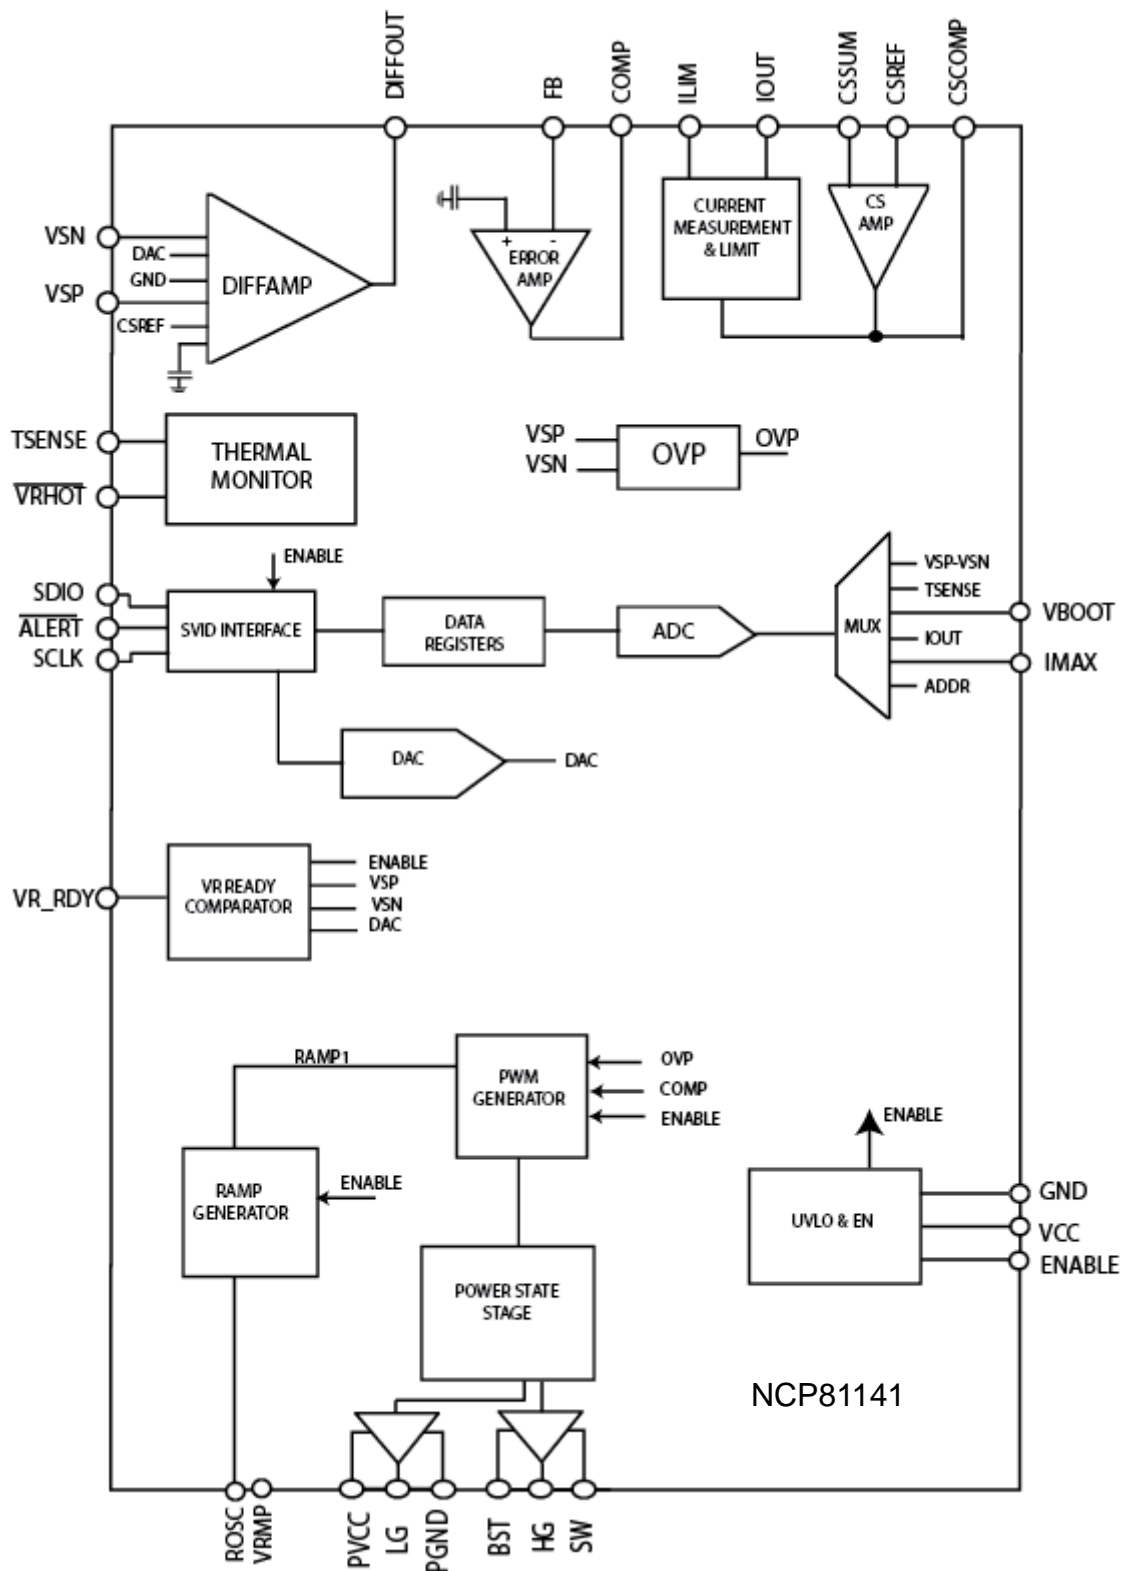 DIFFOUT
FB
COMP
ILIM
IOUT
CSSUM
CSREF
CSCOMP
VSN
DAC
GND
VSP
CSREF
DIFFAMP
+ -
ERROR
AMP
CURRENT
MEASUREMENT
& LIMIT
CS
AMP
TSENSE
VRHOT
THERMAL
MONITOR
VSP
VSN
OVP
OVP
ENABLE
SDIO
ALERT
SCLK
SVID INTERFACE
DATA
REGISTERS
ADC
MUX
VSP-VSN
TSENSE
IOUT
ADDR
VBOOT
IMAX
DAC
DAC
VR_RDY
VR READY
COMPARATOR
ENABLE
VSP
VSN
DAC
RAMP1
PWM
GENERATOR
OVP
COMP
ENABLE
RAMP
GENERATOR
ENABLE
ENABLE
UVLO & EN
GND
VCC
ENABLE
POWER STATE
STAGE
NCP81141
ROSC
VRMP
PVCC
LG
PGND
BST
HG
SW